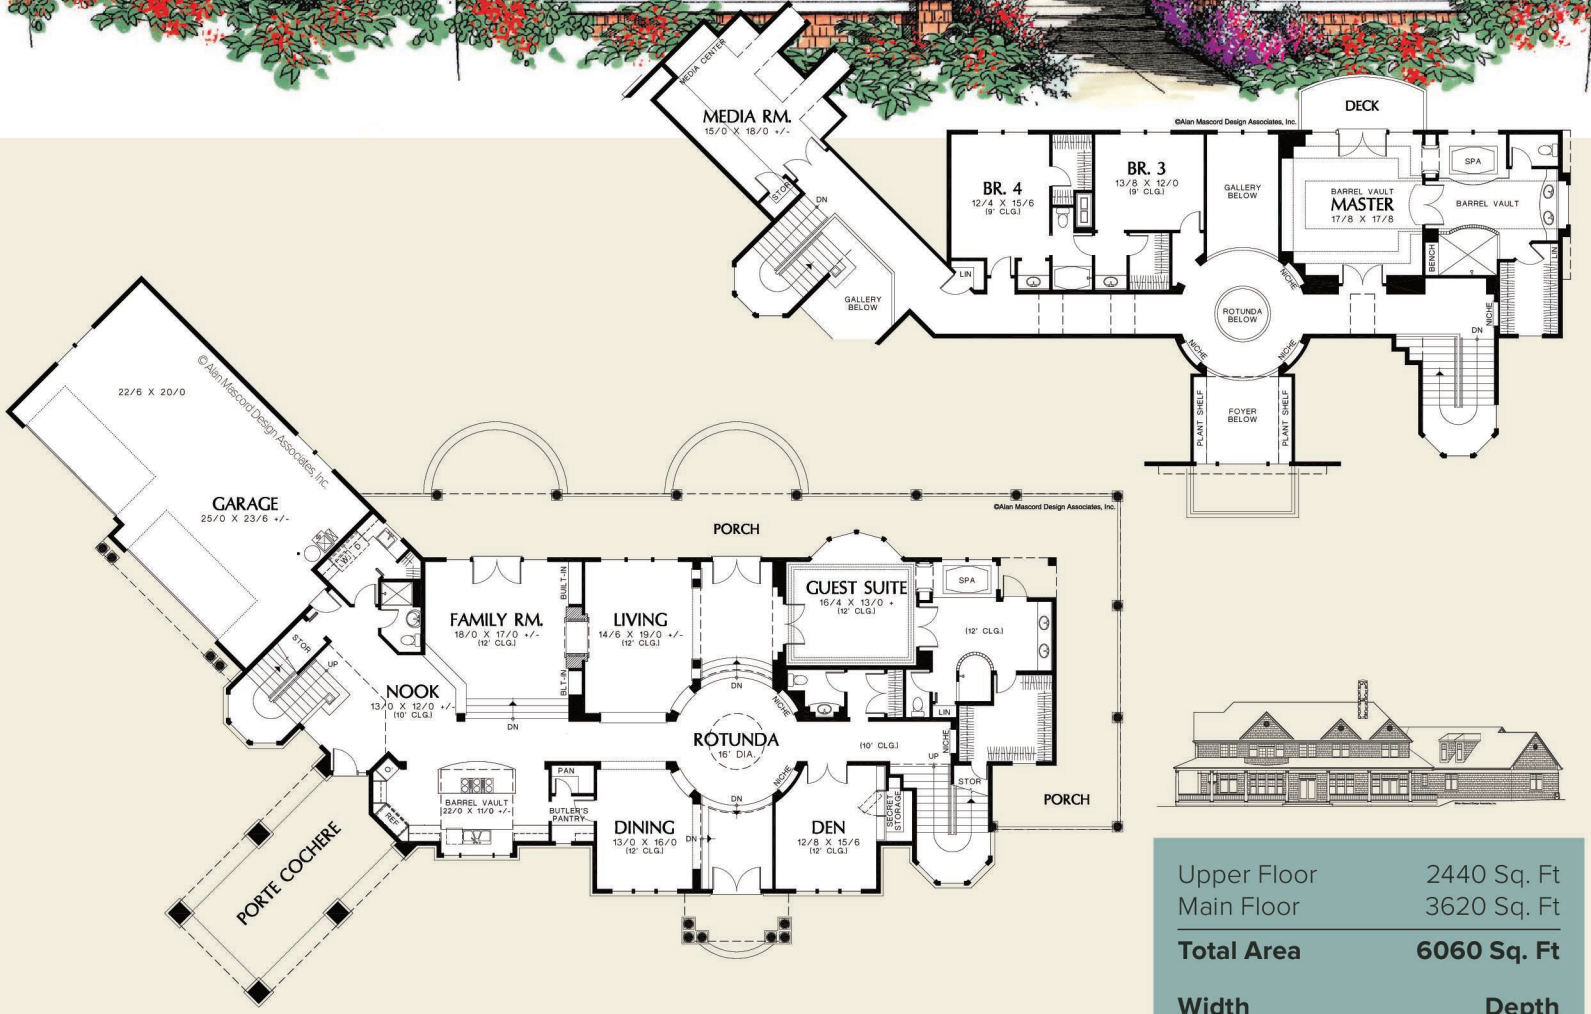 MEDIA CENTER
MEDIA RM.
15/0 X 18/0 +/-
STOR
DN
GALLERY
BELOW
LIN
©Alan Mascord Design Associates, Inc.
DECK
BR. 4
12/4 X 15/6
(9' CLG.)
BR. 3
13/8 X 12/0
(9' CLG.)
GALLERY
BELOW
BARREL VAULT
MASTER
17/8 X 17/8
SPA
BARREL VAULT
BENCH
LIN
NICHE
ROTUNDA
BELOW
NICHE
NICHE
NICHE
DN
PLANT SHELF
FOYER
BELOW
PLANT SHELF
22/6 X 20/0
© Alan Mascord Design Associates, Inc.
GARAGE
25/0 X 23/6 +/-
©Alan Mascord Design Associates, Inc.
PORCH
W
D
FAMILY RM.
18/0 X 17/0 +/-
(12' CLG.)
BUILT-IN
BLT-IN
LIVING
14/6 X 19/0 +/-
(12' CLG.)
GUEST SUITE
16/4 X 13/0 +
(12' CLG.)
SPA
(12' CLG.)
STOR
UP
NOOK
13/0 X 12/0 +/-
(10' CLG.)
DN
DN
NICHE
LIN
ROTUNDA
16' DIA.
(10' CLG.)
NICHE
UP
STOR
NICHE
DN
REF
BARREL VAULT
22/0 X 11/0 +/-
PAN
BUTLER'S
PANTRY
DINING
13/0 X 16/0
(12' CLG.)
DN
DEN
12/8 X 15/6
(12' CLG.)
SECRET
STORAGE
PORCH
PORTE COCHERE
Upper Floor 2440 Sq. Ft
Main Floor 3620 Sq. Ft
Total Area 6060 Sq. Ft
Width Depth